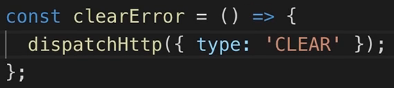 const clearError = () => {
  dispatchHttp({ type: 'CLEAR' });
};